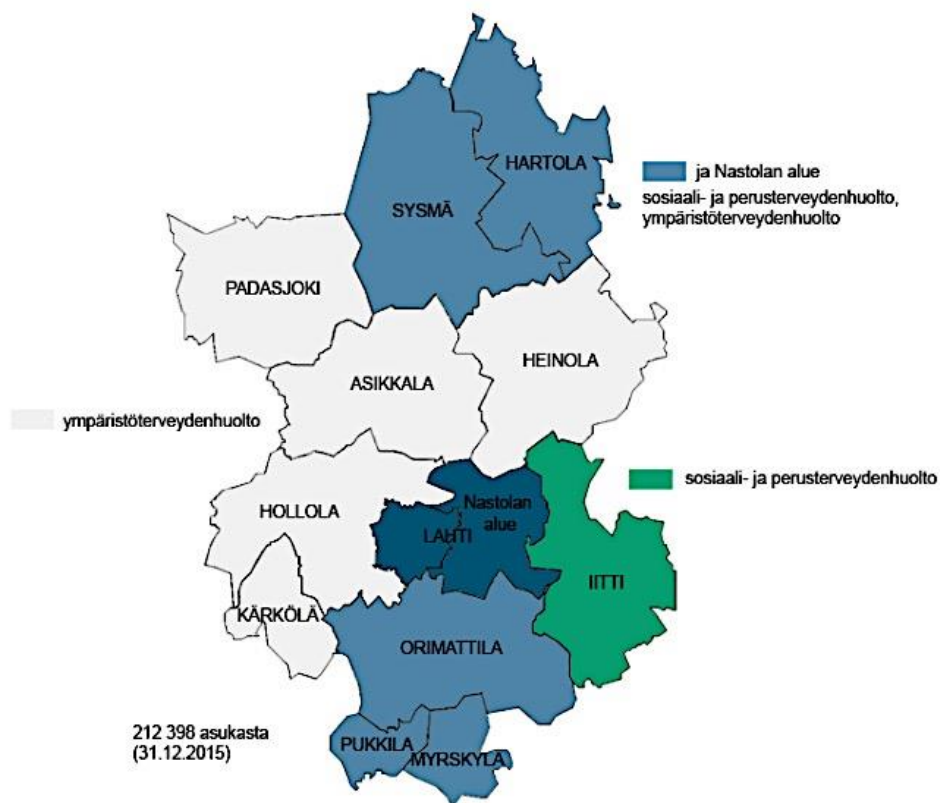 HARTOLA
ja Nastolan alue
sosiaali- ja perusterveydenhuolto,
ympäristöterveydenhuolto
SYSMÄ
PADASJOKI
HEINOLA
ASIKKALA
ympäristöterveydenhuolto
sosiaali- ja perusterveydenhuolto
Nastolan
alue
HOLLOLA
LAHTI
IITTI
KÄRKÖLÄ
ORIMATTILA
212 398 asukasta
(31.12.2015)
PUKKILA
MYRSKYLÄ